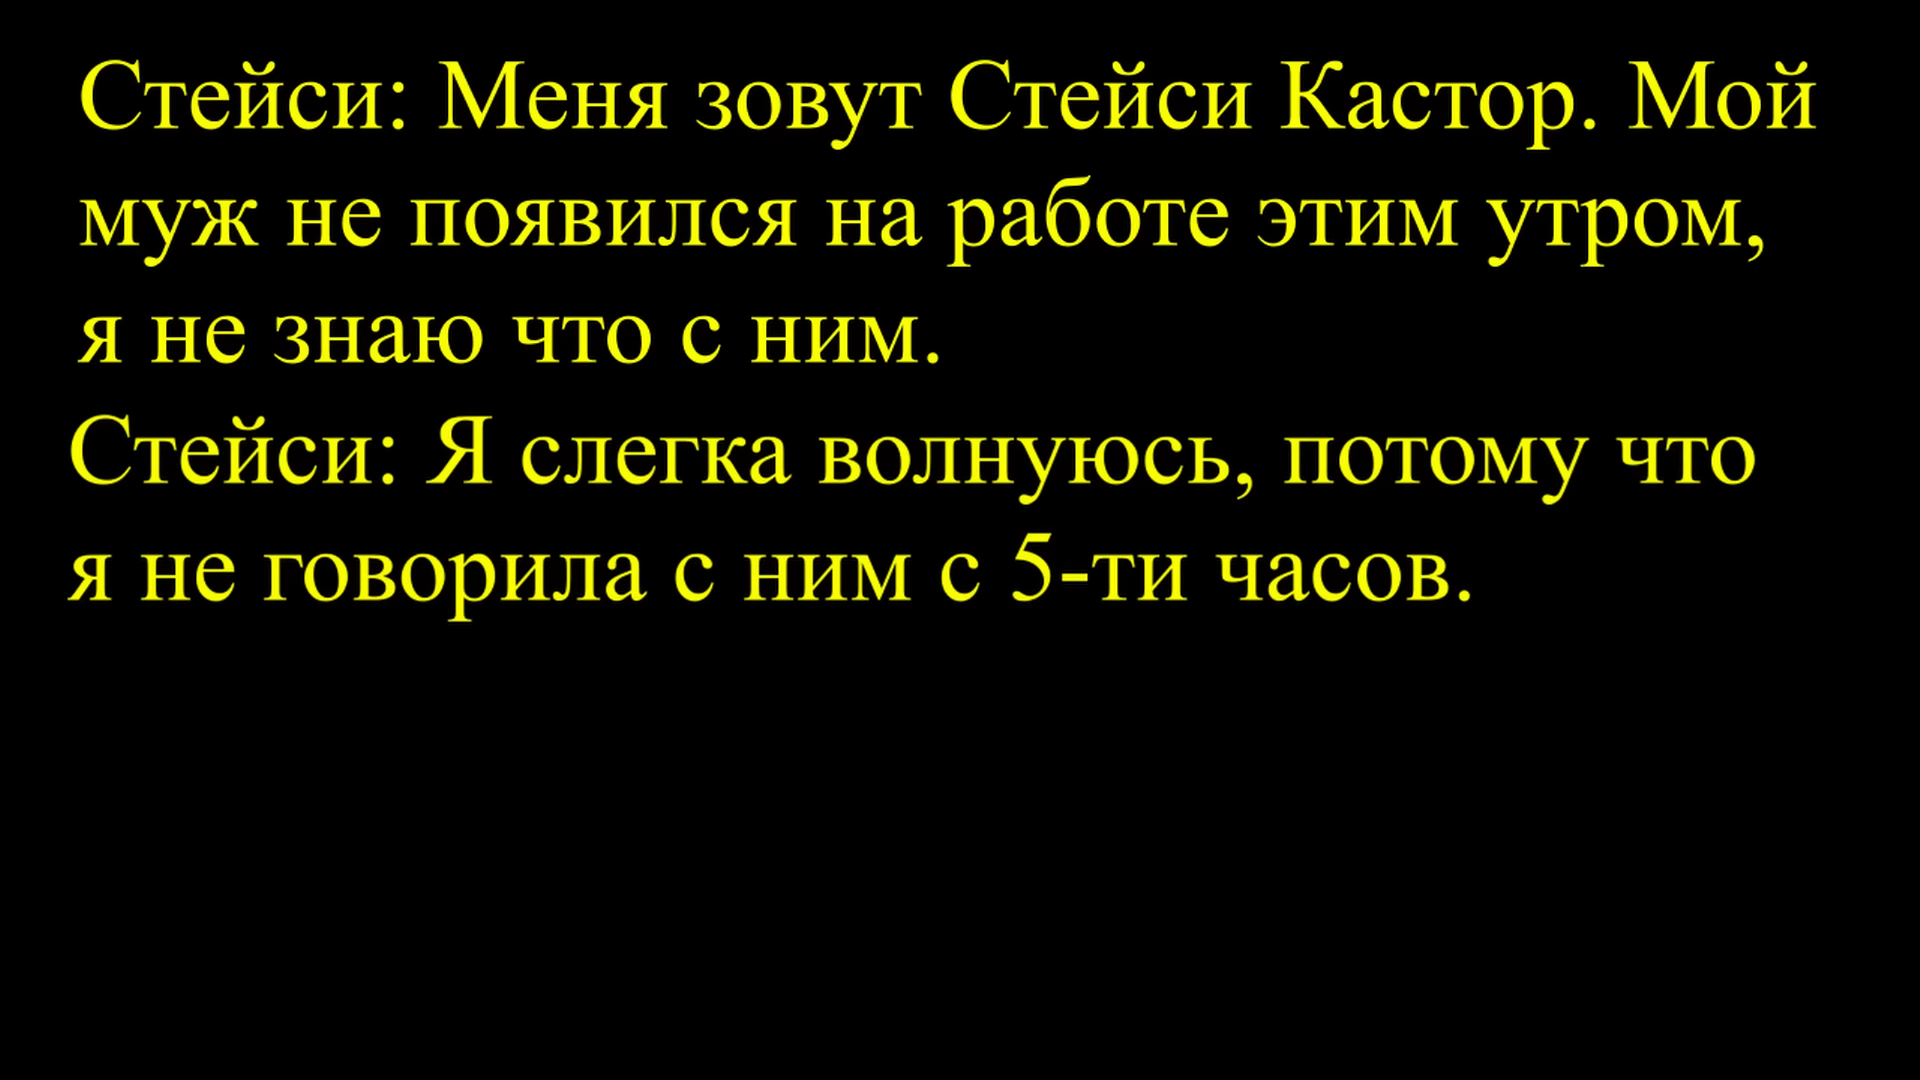 Стейси: Меня зовут Стейси Кастор. Мой
муж не появился на работе этим утром,
я не знаю что с ним.
Стейси: Я слегка волнуюсь, потому что
я не говорила с ним с 5-ти часов.